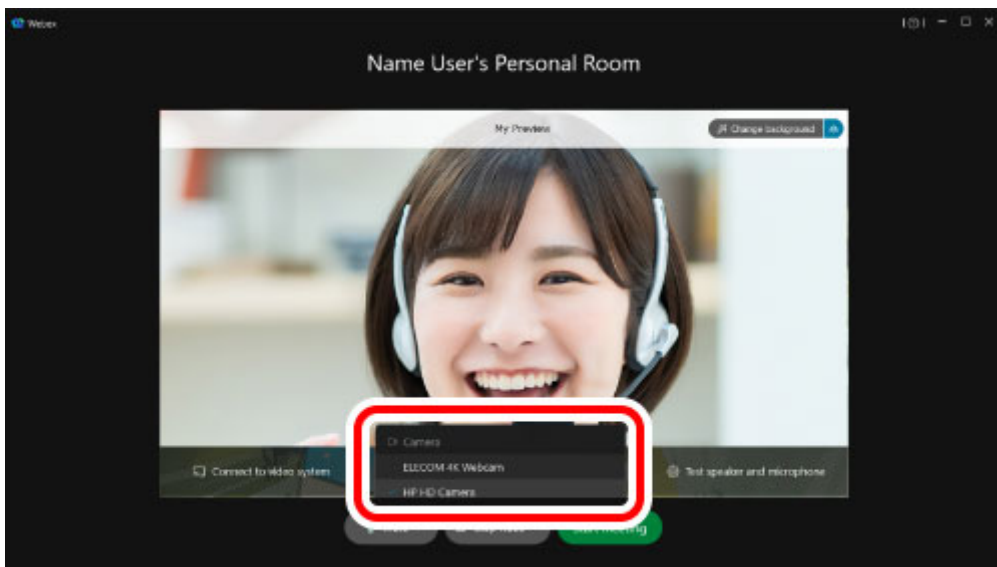 Webex
Name User's Personal Room
My Preview
Change background
Camera
ELECOM 4K Webcam
HP HD Camera
Connect to video system
Test speaker and microphone
Start meeting